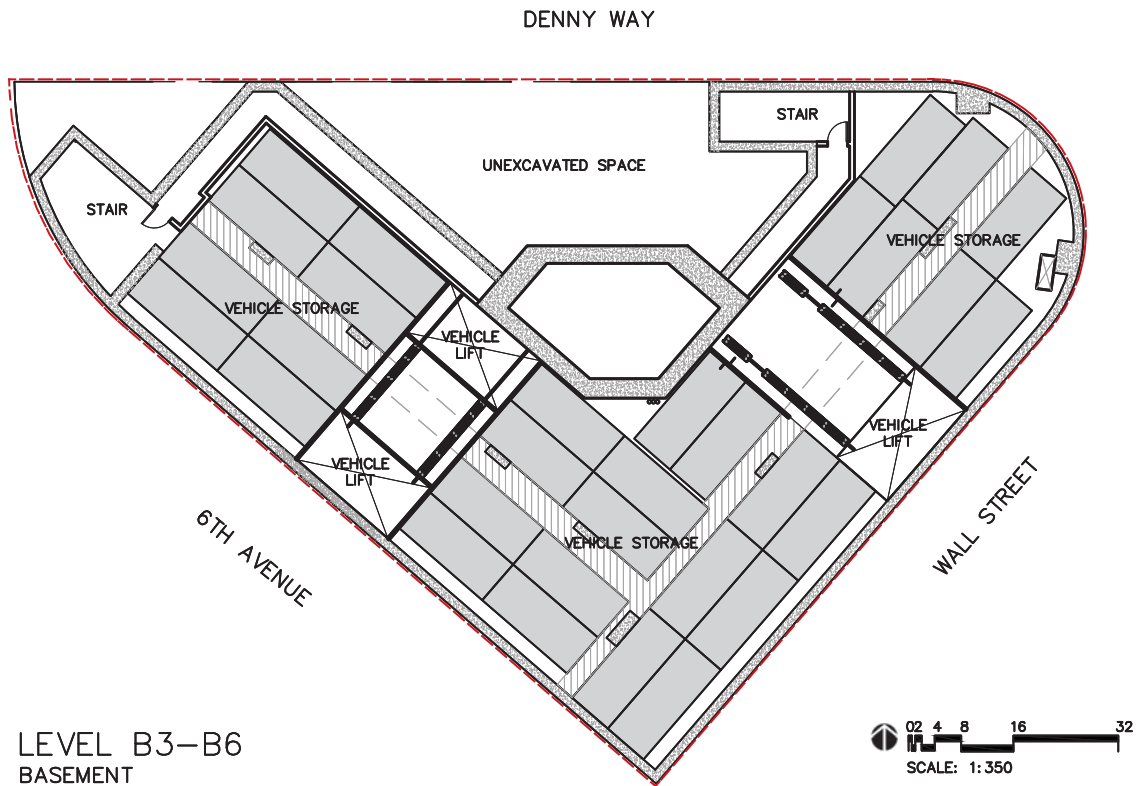 DENNY WAY
STAIR
UNEXCAVATED SPACE
STAIR
VEHICLE STORAGE
VEHICLE STORAGE
VEHICLE
LIFT
VEHICLE
LIFT
VEHICLE
LIFT
VEHICLE STORAGE
6TH AVENUE
WALL STREET
LEVEL B3-B6
BASEMENT
02 4 8 16 32
SCALE: 1:350